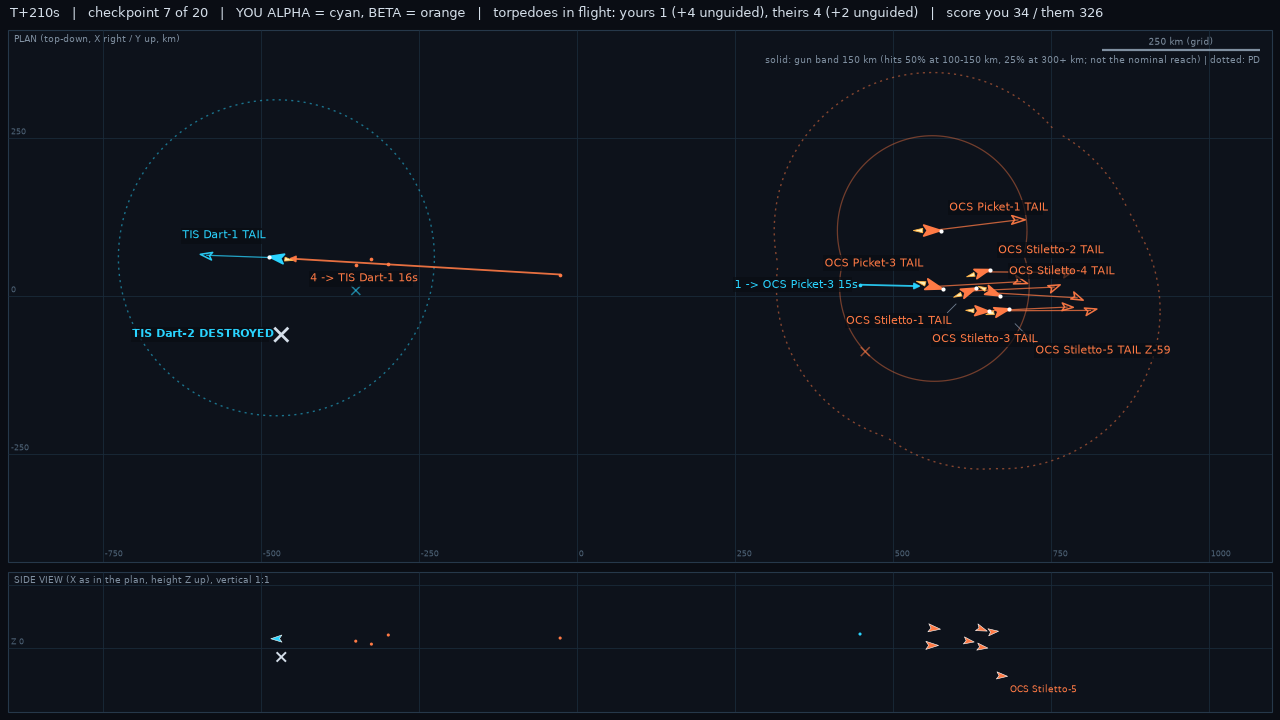 T+210s | checkpoint 7 of 20 | YOU ALPHA = cyan, BETA = orange | torpedoes in flight: yours 1 (+4 unguided), theirs 4 (+2 unguided) | score you 34 / them 326
PLAN (top-down, X right / Y up, km)
250 km (grid)
solid: gun band 150 km (hits 50% at 100-150 km, 25% at 300+ km; not the nominal reach) | dotted: PD
250
OCS Picket-1 TAIL
TIS Dart-1 TAIL
OCS Stiletto-2 TAIL
OCS Picket-3 TAIL
OCS Stiletto-4 TAIL
4 -> TIS Dart-1 16s
1 -> OCS Picket-3 15s
0
OCS Stiletto-1 TAIL
TIS Dart-2 DESTROYED
OCS Stiletto-3 TAIL
OCS Stiletto-5 TAIL Z-59
-250
-750
-500
-250
0
250
500
750
1000
SIDE VIEW (X as in the plan, height Z up), vertical 1:1
Z 0
OCS Stiletto-5